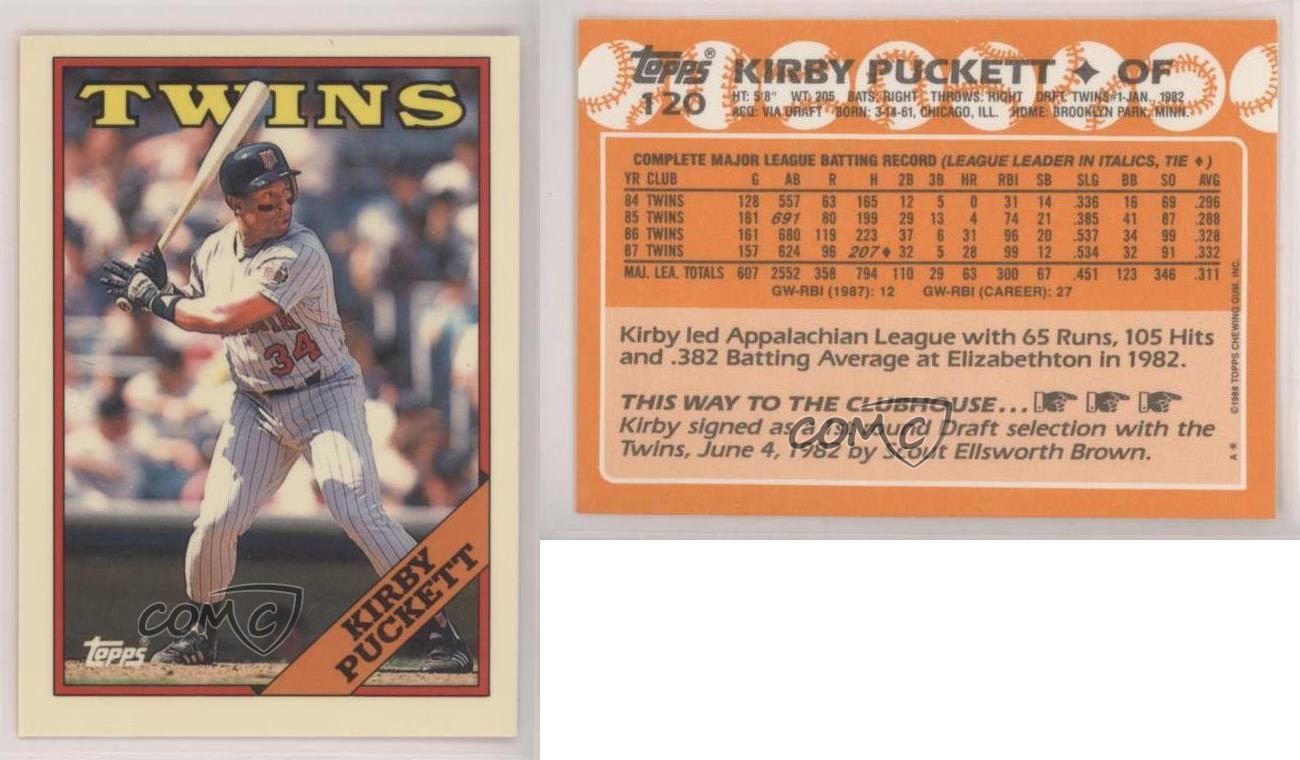 TWINS
34
KIRBY
PUCKETT
Topps®
COMC
Topps® KIRBY PUCKETT ✦ OF
120 HT: 5'8" WT: 205 BATS: RIGHT THROWS: RIGHT DRFT: TWINS #1-JAN., 1982
ACQ: VIA DRAFT BORN: 3-14-61, CHICAGO, ILL. HOME: BROOKLYN PARK, MINN.
COMPLETE MAJOR LEAGUE BATTING RECORD (LEAGUE LEADER IN ITALICS, TIE ♦)
YR CLUB G AB R H 2B 3B HR RBI SB SLG BB SO AVG
84 TWINS 128 557 63 165 12 5 0 31 14 .336 16 69 .296
85 TWINS 161 691 80 199 29 13 4 74 21 .385 41 87 .288
86 TWINS 161 680 119 223 37 6 31 96 20 .537 34 99 .328
87 TWINS 157 624 96 207♦ 32 5 28 99 12 .534 32 91 .332
MAJ. LEA. TOTALS 607 2552 358 794 110 29 63 300 67 .451 123 346 .311
GW-RBI (1987): 12 GW-RBI (CAREER): 27
Kirby led Appalachian League with 65 Runs, 105 Hits
and .382 Batting Average at Elizabethton in 1982.
THIS WAY TO THE CLUBHOUSE...
Kirby signed as a 1st Round Draft selection with the
Twins, June 4, 1982 by Scout Ellsworth Brown.
COMC
©1988 TOPPS CHEWING GUM, INC.
A *